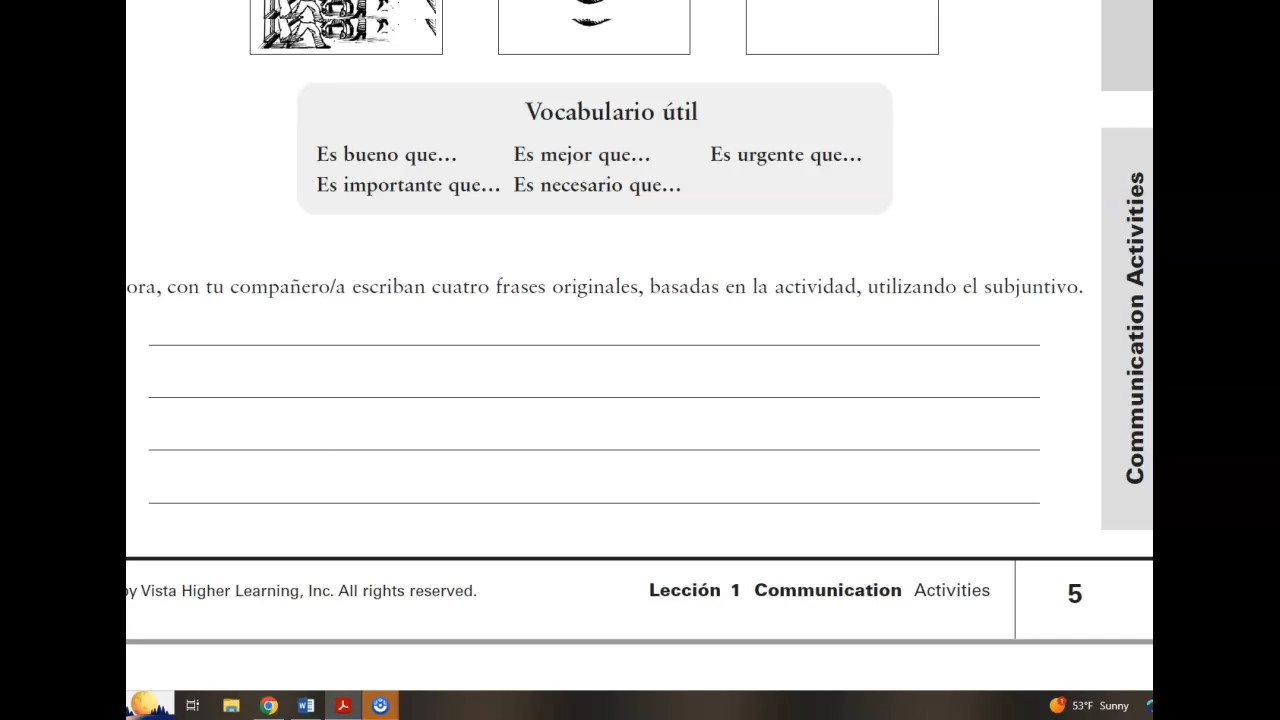 Vocabulario útil
Es bueno que... Es mejor que... Es urgente que...
Es importante que... Es necesario que...
ora, con tu compañero/a escriban cuatro frases originales, basadas en la actividad, utilizando el subjuntivo.
Communication Activities
by Vista Higher Learning, Inc. All rights reserved.
Lección 1 Communication Activities 5
53°F Sunny